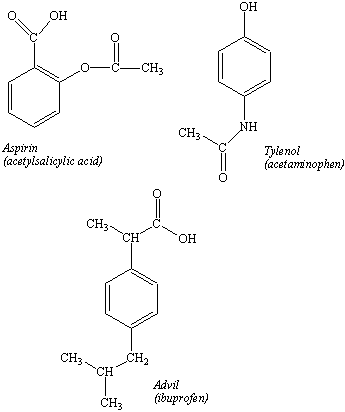 O
OH
C
O
O
C
CH3
Aspirin
(acetylsalicylic acid)
OH
NH
CH3
C
O
Tylenol
(acetaminophen)
O
CH3
C
CH
OH
CH3
CH2
CH
CH3
Advil
(ibuprofen)